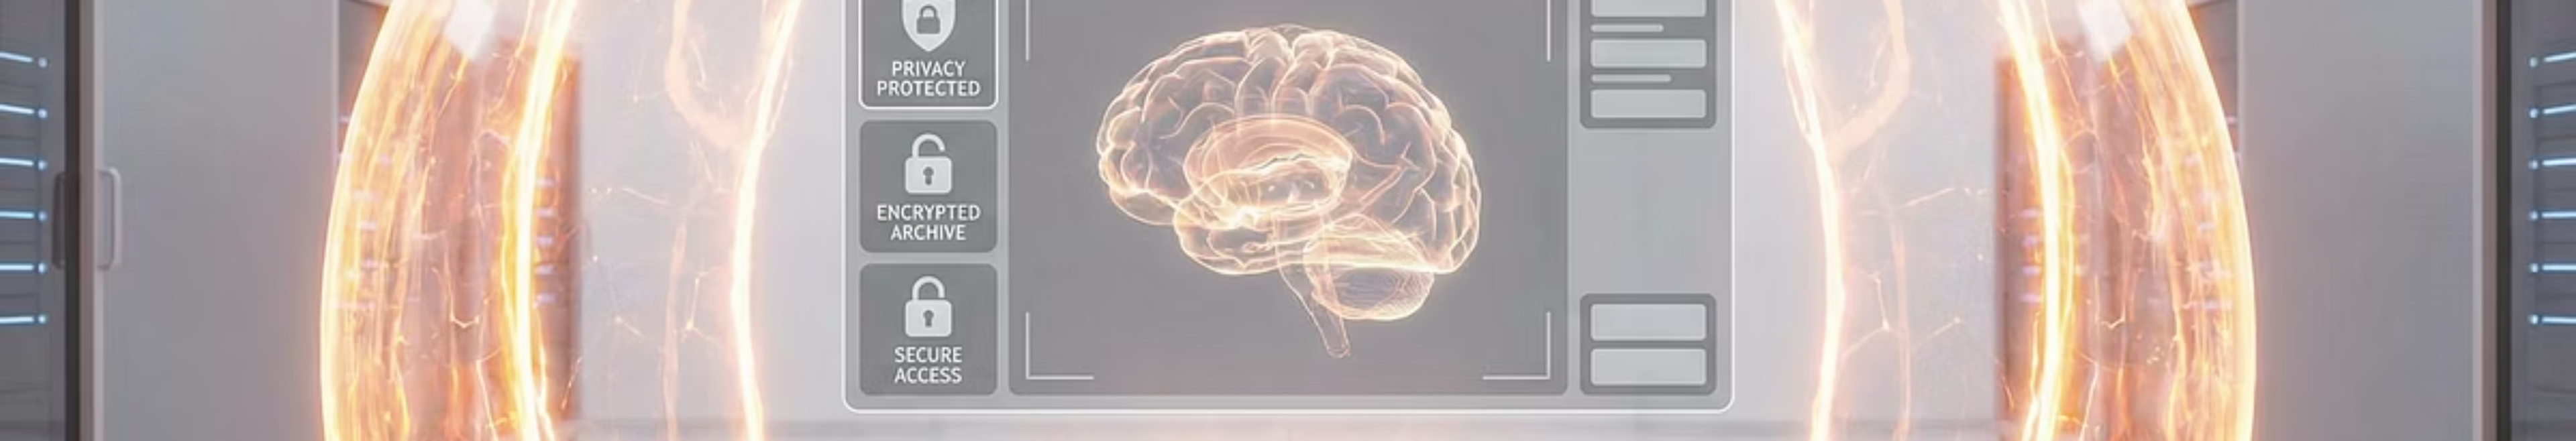 PRIVACY
PROTECTED
ENCRYPTED
ARCHIVE
SECURE
ACCESS